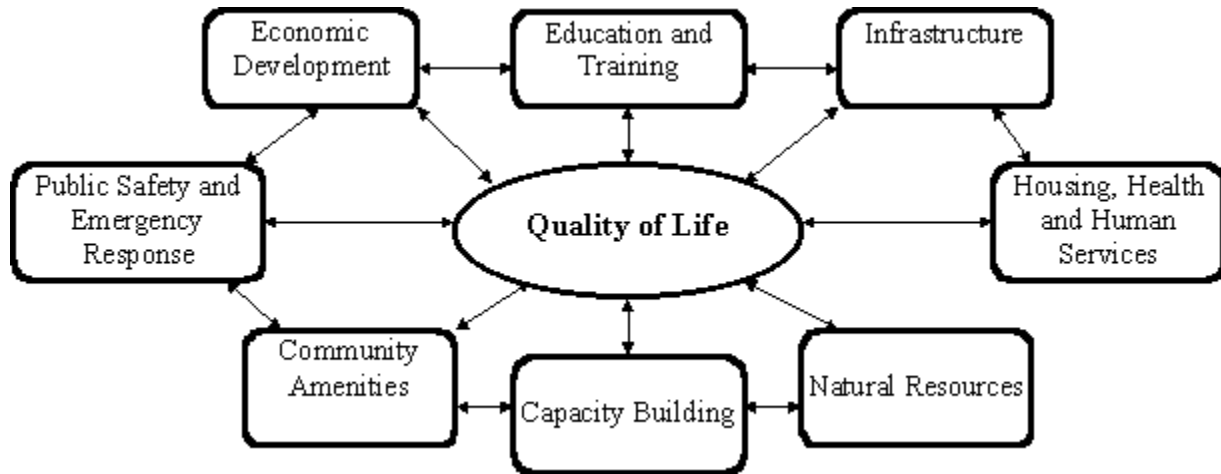 Economic
Development
Education and
Training
Infrastructure
Public Safety and
Emergency
Response
Quality of Life
Housing, Health
and Human
Services
Community
Amenities
Capacity Building
Natural Resources